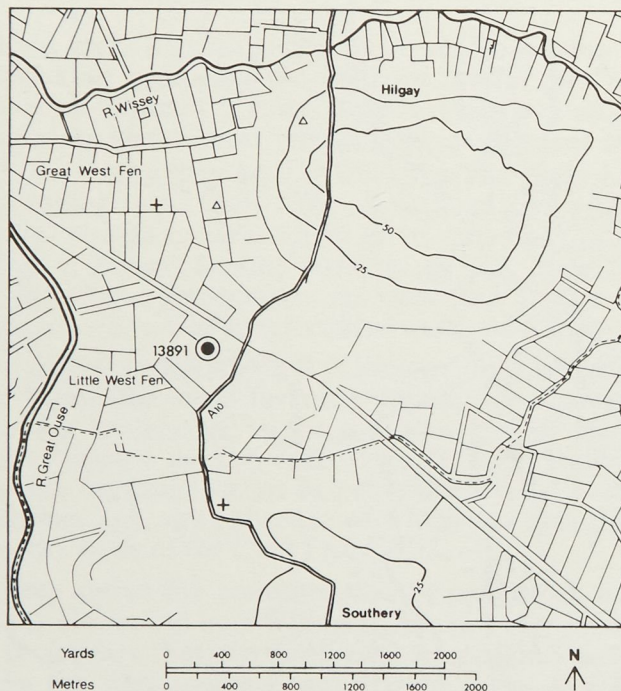 Hilgay
R. Wissey
Great West Fen
50
25
13891
Little West Fen
A10
R. Great Ouse
25
Southery
Yards 0 400 800 1200 1600 2000
N
Metres 0 400 800 1200 1600 2000